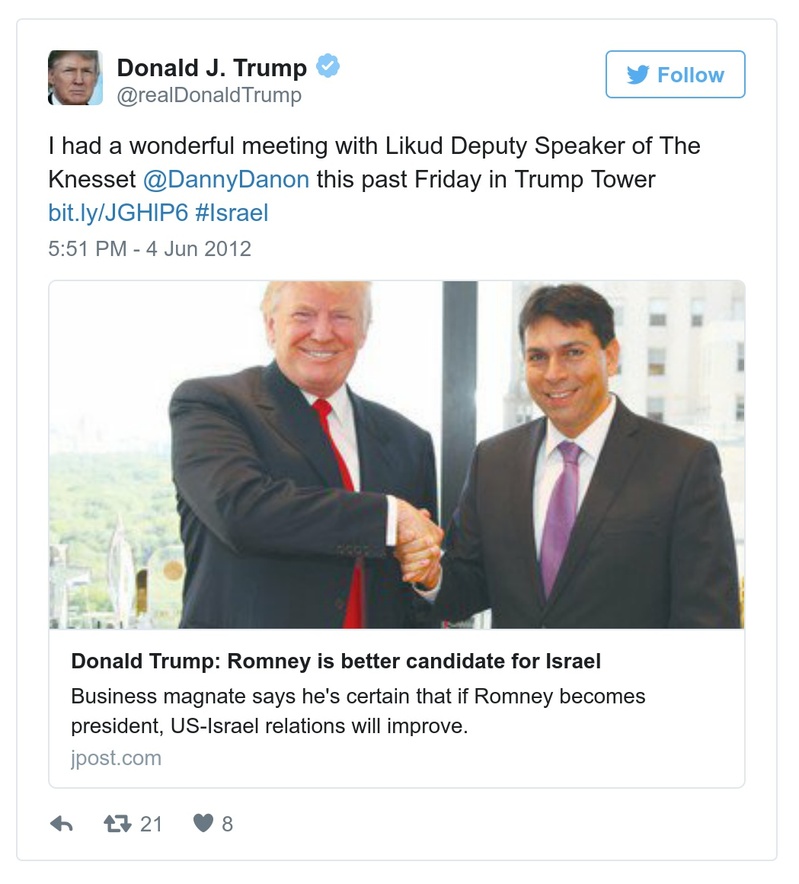 Donald J. Trump
@realDonaldTrump
Follow
I had a wonderful meeting with Likud Deputy Speaker of The
Knesset @DannyDanon this past Friday in Trump Tower
bit.ly/JGHlP6 #Israel
5:51 PM - 4 Jun 2012
Donald Trump: Romney is better candidate for Israel
Business magnate says he's certain that if Romney becomes
president, US-Israel relations will improve.
jpost.com
21
8